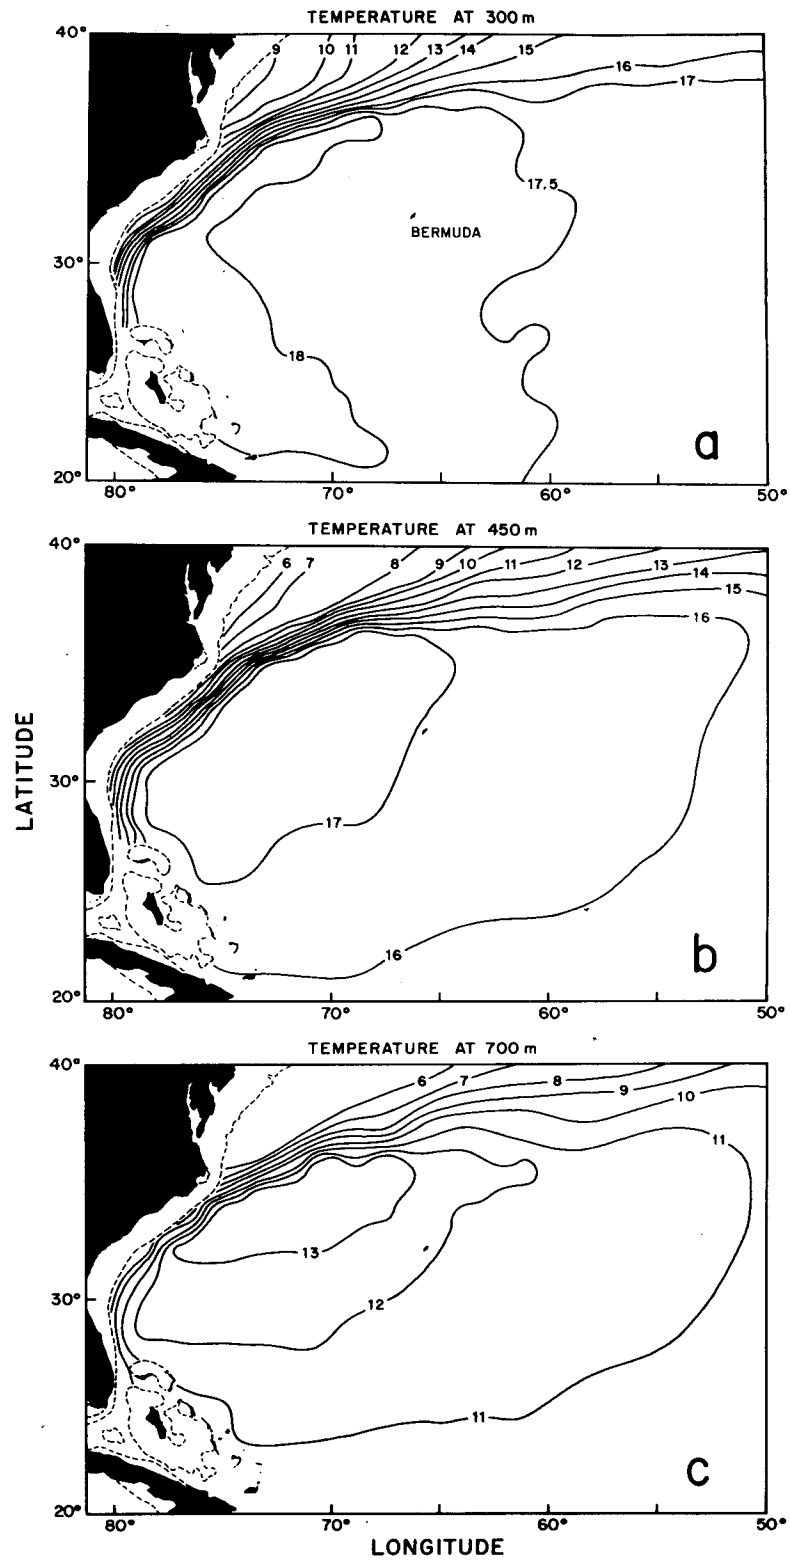 TEMPERATURE AT 300 m
40°
9 10 11 12 13 14 15
16
17
17.5
BERMUDA
30°
18
a
20°
80° 70° 60° 50°
TEMPERATURE AT 450 m
40°
6 7 8 9 10 11 12 13
14
15
16
LATITUDE
30°
17
16
b
20°
80° 70° 60° 50°
TEMPERATURE AT 700 m
40°
6 7 8 9
10
11
13
30°
12
11
c
20°
80° 70° 60° 50°
LONGITUDE